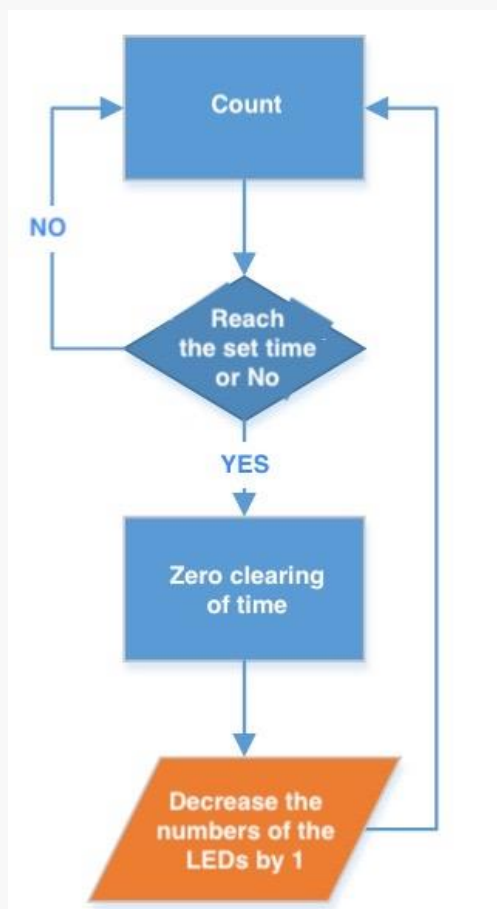 Count
NO
Reach
the set time
or No
YES
Zero clearing
of time
Decrease the
numbers of the
LEDs by 1